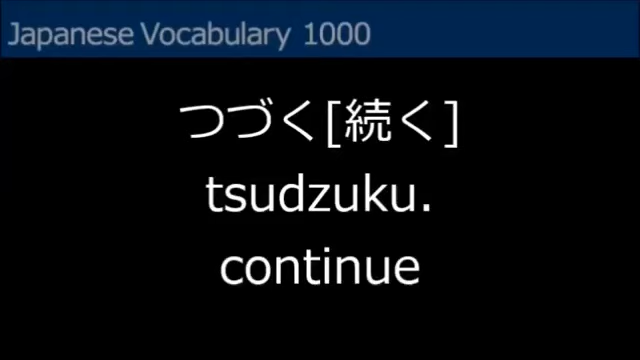 Japanese Vocabulary 1000
つづく[続く]
tsudzuku.
continue